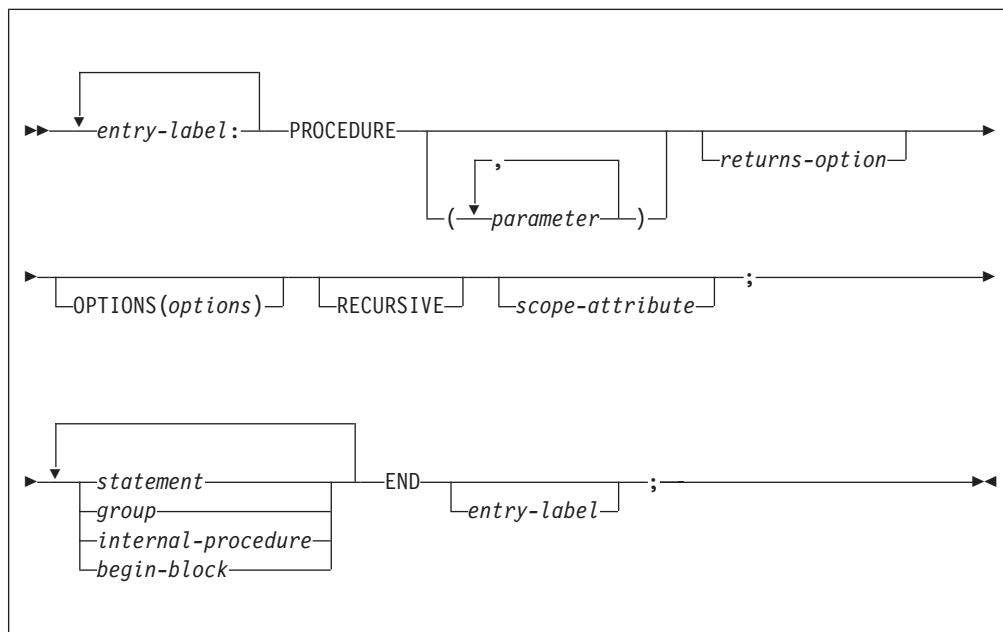 entry-label: PROCEDURE
,
returns-option
( parameter )
OPTIONS(options) RECURSIVE scope-attribute ;
statement END ;
group entry-label
internal-procedure
begin-block